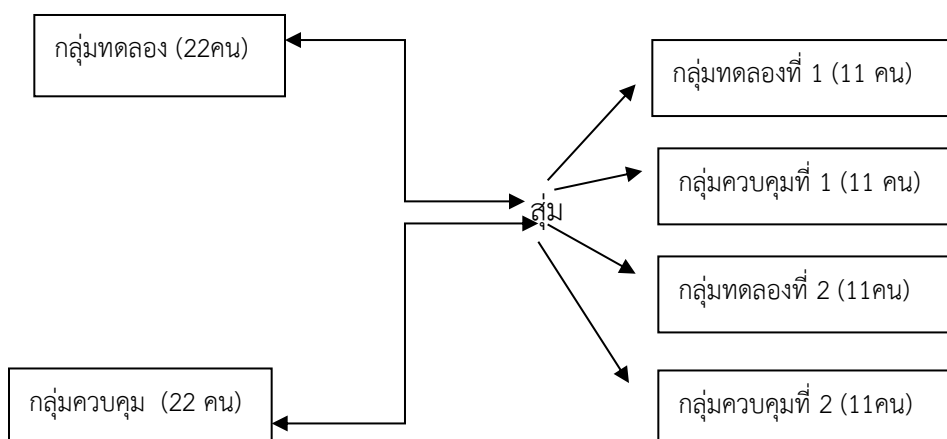 กลุ่มทดลอง (22คน)
กลุ่มทดลองที่ 1 (11 คน)
กลุ่มควบคุมที่ 1 (11 คน)
สุ่ม
กลุ่มทดลองที่ 2 (11คน)
กลุ่มควบคุม (22 คน)
กลุ่มควบคุมที่ 2 (11คน)